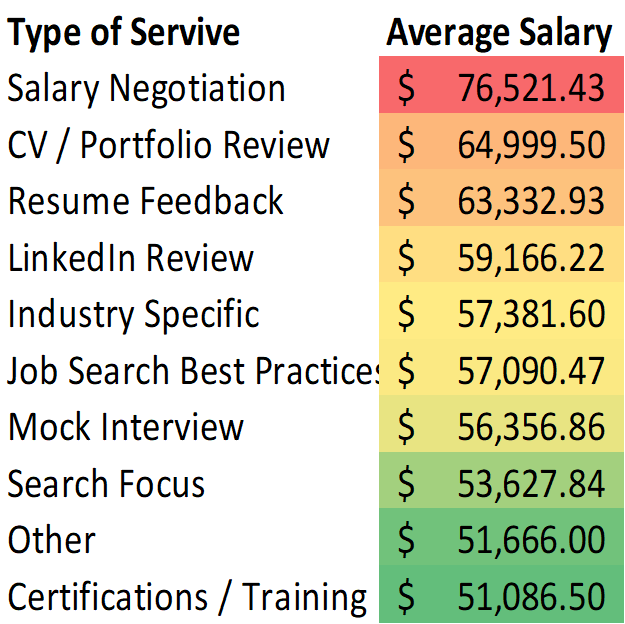 Type of Servive Average Salary
Salary Negotiation $ 76,521.43
CV / Portfolio Review $ 64,999.50
Resume Feedback $ 63,332.93
LinkedIn Review $ 59,166.22
Industry Specific $ 57,381.60
Job Search Best Practices $ 57,090.47
Mock Interview $ 56,356.86
Search Focus $ 53,627.84
Other $ 51,666.00
Certifications / Training $ 51,086.50